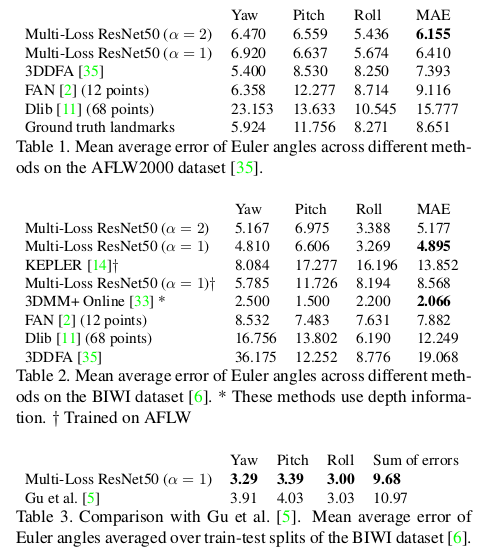 Yaw Pitch Roll MAE
Multi-Loss ResNet50 (α = 2) 6.470 6.559 5.436 6.155
Multi-Loss ResNet50 (α = 1) 6.920 6.637 5.674 6.410
3DDFA [35] 5.400 8.530 8.250 7.393
FAN [2] (12 points) 6.358 12.277 8.714 9.116
Dlib [11] (68 points) 23.153 13.633 10.545 15.777
Ground truth landmarks 5.924 11.756 8.271 8.651
Table 1. Mean average error of Euler angles across different meth-
ods on the AFLW2000 dataset [35].
Yaw Pitch Roll MAE
Multi-Loss ResNet50 (α = 2) 5.167 6.975 3.388 5.177
Multi-Loss ResNet50 (α = 1) 4.810 6.606 3.269 4.895
KEPLER [14]† 8.084 17.277 16.196 13.852
Multi-Loss ResNet50 (α = 1)† 5.785 11.726 8.194 8.568
3DMM+ Online [33] * 2.500 1.500 2.200 2.066
FAN [2] (12 points) 8.532 7.483 7.631 7.882
Dlib [11] (68 points) 16.756 13.802 6.190 12.249
3DDFA [35] 36.175 12.252 8.776 19.068
Table 2. Mean average error of Euler angles across different meth-
ods on the BIWI dataset [6]. * These methods use depth informa-
tion. † Trained on AFLW
Yaw Pitch Roll Sum of errors
Multi-Loss ResNet50 (α = 1) 3.29 3.39 3.00 9.68
Gu et al. [5] 3.91 4.03 3.03 10.97
Table 3. Comparison with Gu et al. [5]. Mean average error of
Euler angles averaged over train-test splits of the BIWI dataset [6].